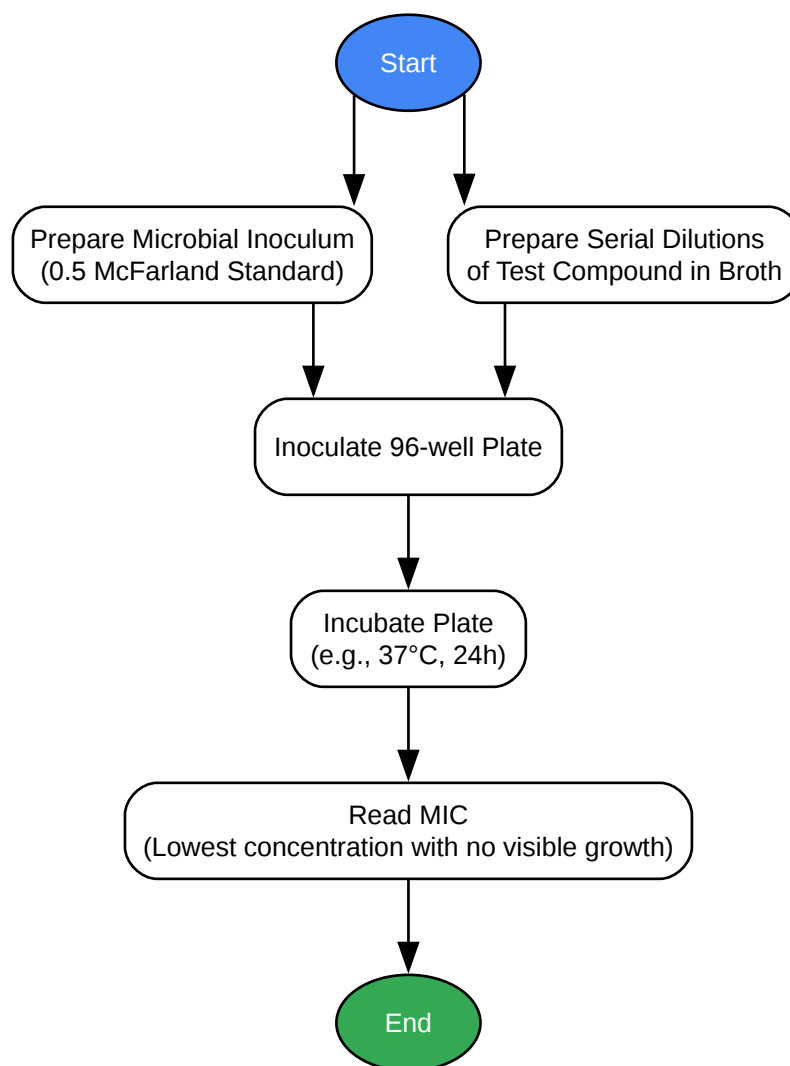 Start
Prepare Microbial Inoculum
(0.5 McFarland Standard)
Prepare Serial Dilutions
of Test Compound in Broth
Inoculate 96-well Plate
Incubate Plate
(e.g., 37°C, 24h)
Read MIC
(Lowest concentration with no visible growth)
End